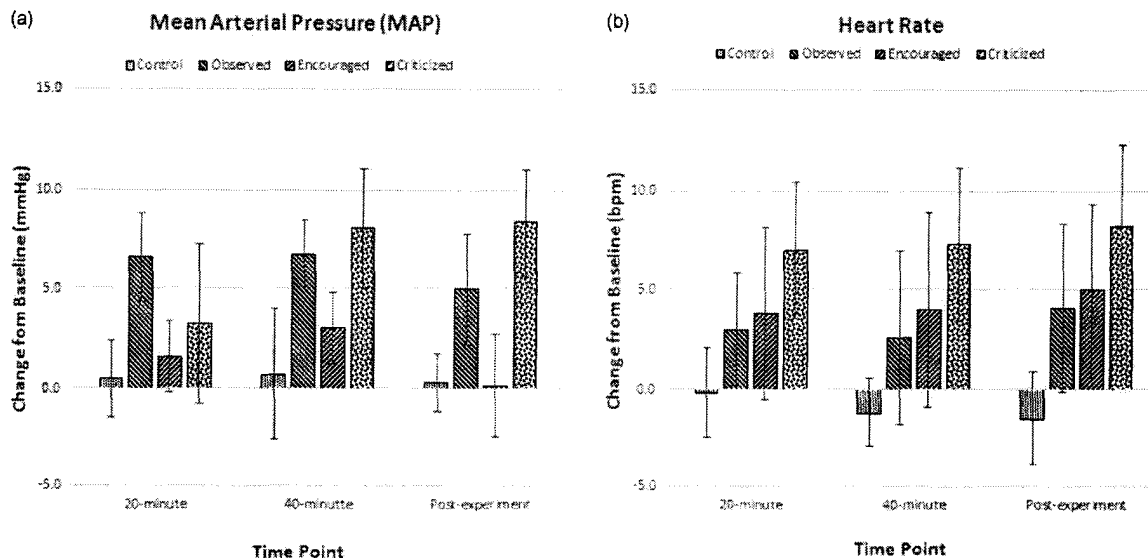 (a)
Mean Arterial Pressure (MAP)
Control Observed Encouraged Criticized
15.0
10.0
5.0
0.0
-5.0
Change fom Baseline (mmHg)
20-minute 40-minutte Post-experiment
Time Point
(b)
Heart Rate
Control Observed Encouraged Criticized
15.0
10.0
5.0
0.0
-5.0
Change from Baseline (bpm)
20-minute 40-minute Post-experiment
Time Point